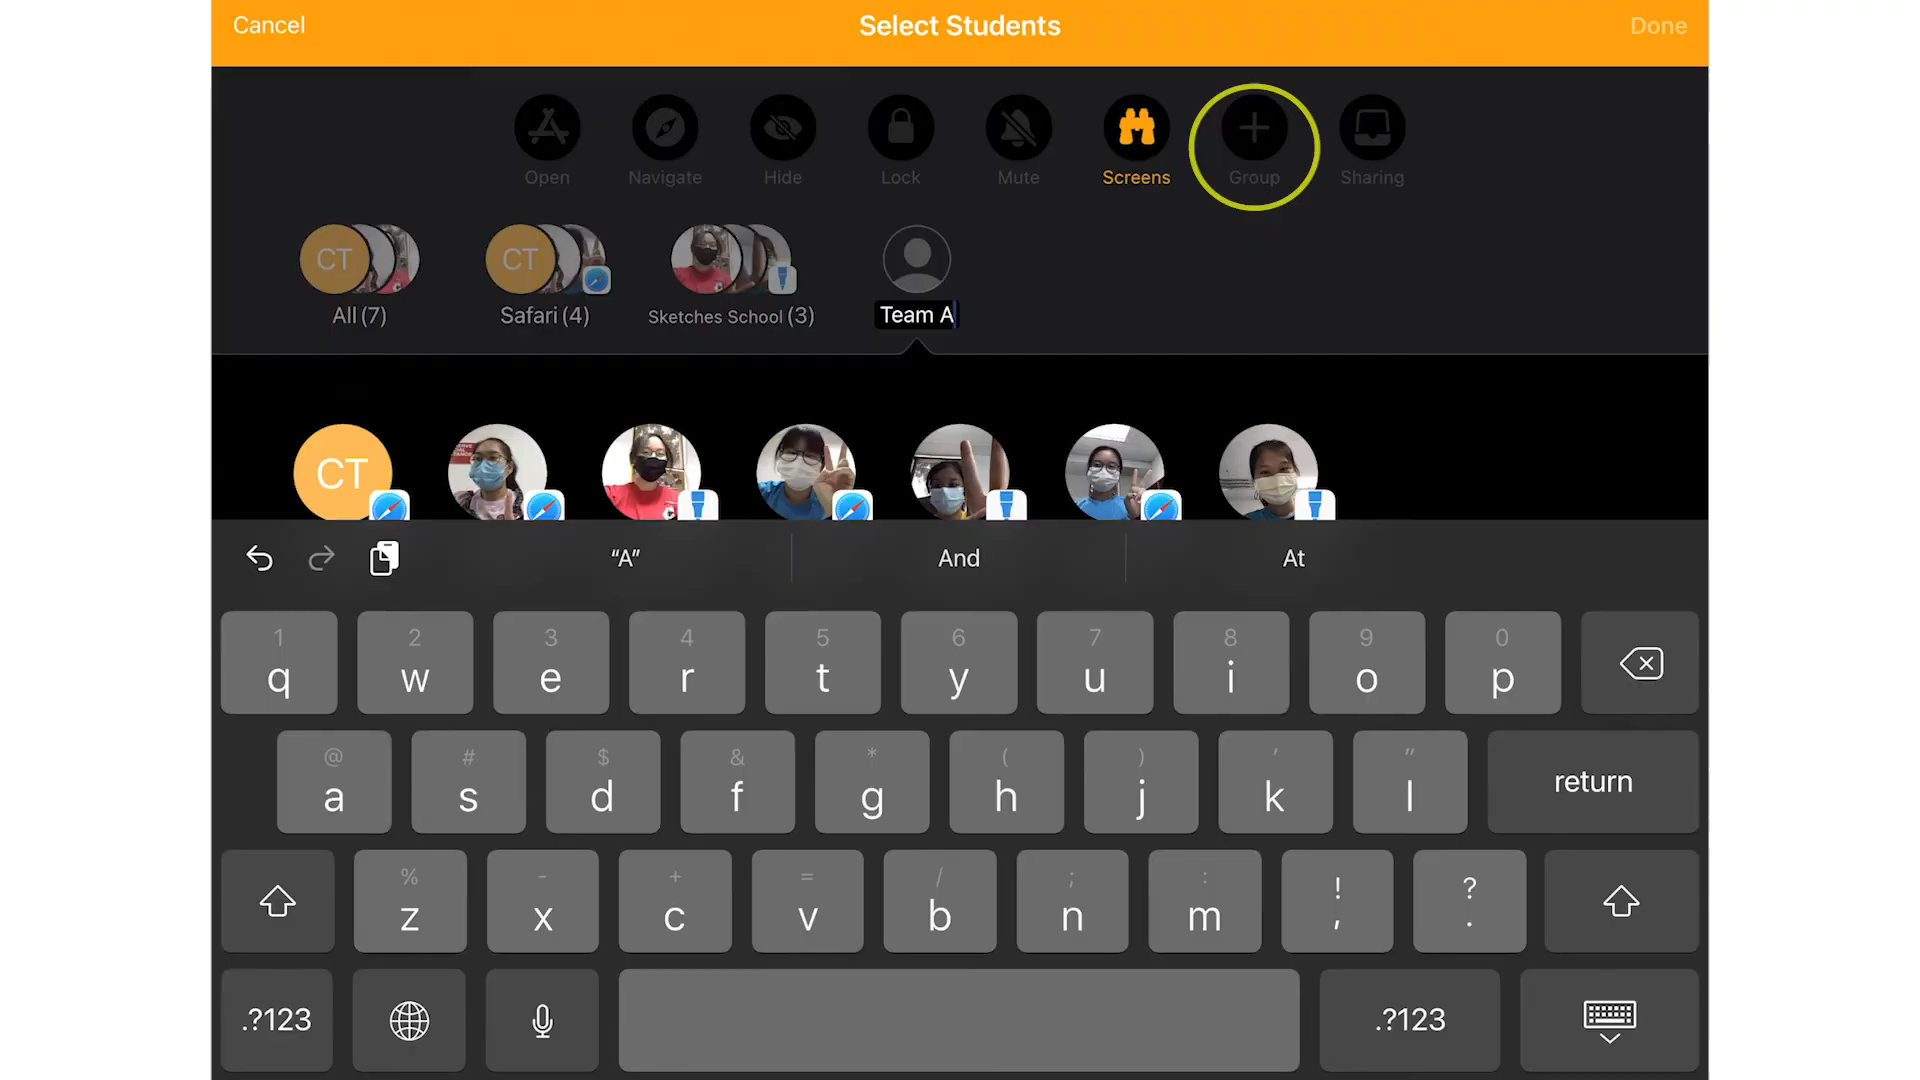 Cancel
Select Students
Done
Open
Navigate
Hide
Lock
Mute
Screens
Group
Sharing
CT
CT
All (7)
Safari (4)
Sketches School (3)
Team A
CT
“A”
And
At
1 2 3 4 5 6 7 8 9 0
q w e r t y u i o p
@ # $ & * ( ) ' "
a s d f g h j k l
return
% - + = / ; : ! ?
z x c v b n m , .
.?123
.?123